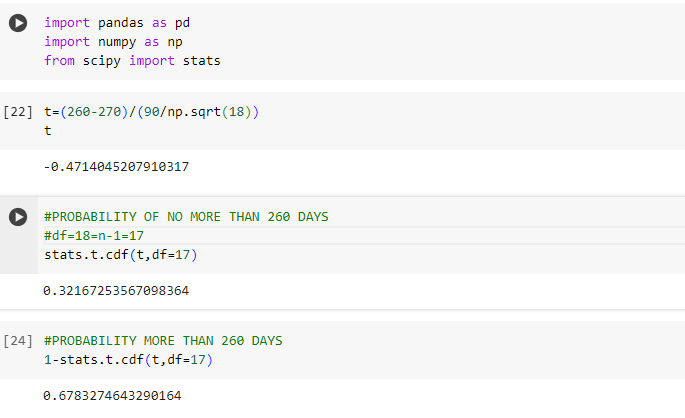 import pandas as pd
import numpy as np
from scipy import stats
[22] t=(260-270)/(90/np.sqrt(18))
t
-0.4714045207910317
#PROBABILITY OF NO MORE THAN 260 DAYS
#df=18=n-1=17
stats.t.cdf(t,df=17)
0.32167253567098364
[24] #PROBABILITY MORE THAN 260 DAYS
1-stats.t.cdf(t,df=17)
0.6783274643290164